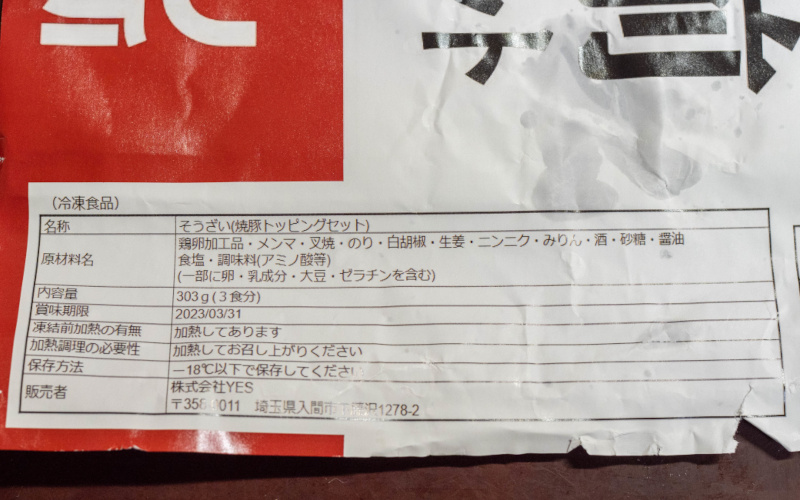 (冷凍食品)
名称 そうざい(焼豚トッピングセット)
原材料名 鶏卵加工品・メンマ・叉焼・のり・白胡椒・生姜・ニンニク・みりん・酒・砂糖・醤油
食塩・調味料(アミノ酸等)
(一部に卵・乳成分・大豆・ゼラチンを含む)
内容量 303g(3食分)
賞味期限 2023/03/31
凍結前加熱の有無 加熱してあります
加熱調理の必要性 加熱してお召し上がりください
保存方法 −18℃以下で保存してください
販売者 株式会社YES
〒358 0011 埼玉県入間市 1278-2